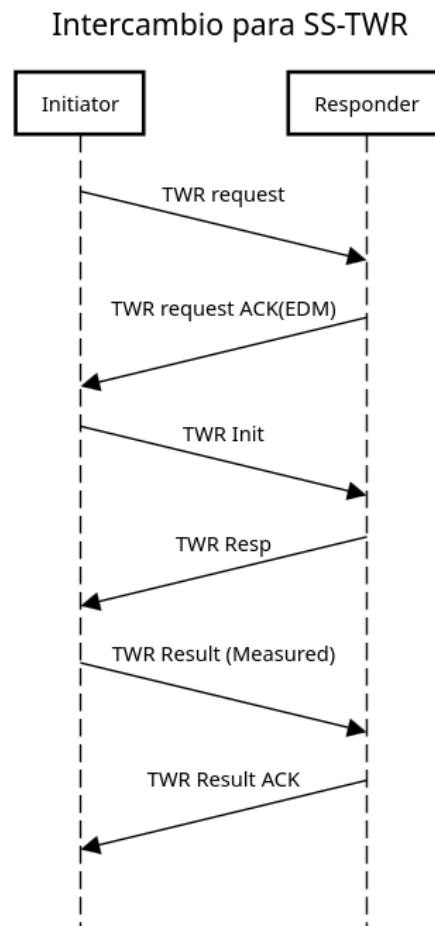 Intercambio para SS-TWR
Initiator
Responder
TWR request
TWR request ACK(EDM)
TWR Init
TWR Resp
TWR Result (Measured)
TWR Result ACK